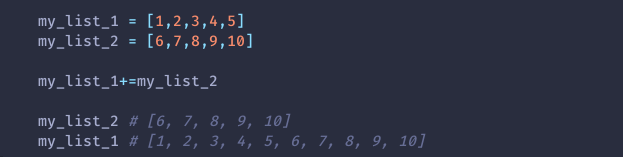 my_list_1 = [1,2,3,4,5]
my_list_2 = [6,7,8,9,10]
my_list_1+=my_list_2
my_list_2 # [6, 7, 8, 9, 10]
my_list_1 # [1, 2, 3, 4, 5, 6, 7, 8, 9, 10]